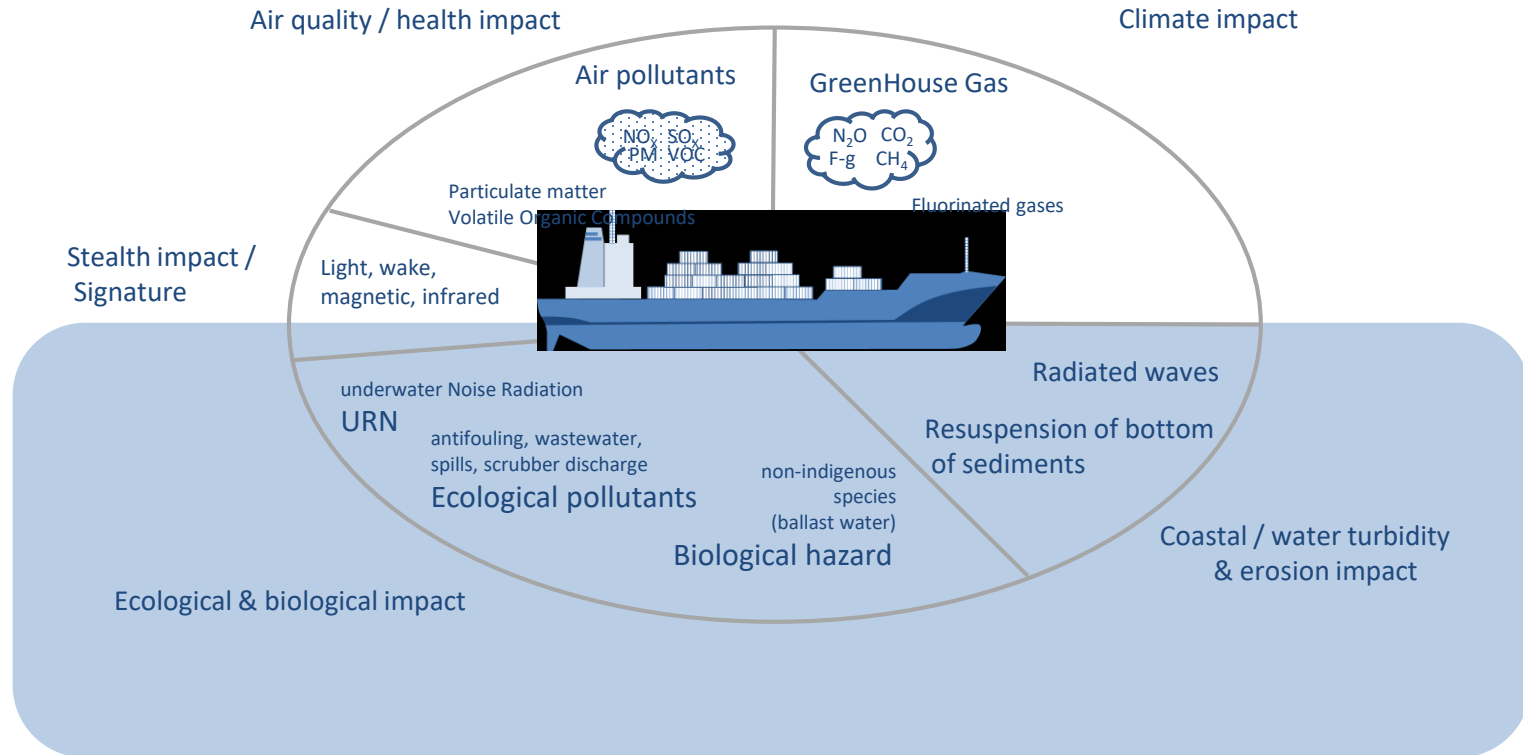 Air quality / health impact
Climate impact
Air pollutants
GreenHouse Gas
NOₓ SOₓ
PM VOC
N₂O CO₂
F-g CH₄
Particulate matter
Volatile Organic Compounds
Fluorinated gases
Stealth impact /
Signature
Light, wake,
magnetic, infrared
underwater Noise Radiation
URN
antifouling, wastewater,
spills, scrubber discharge
Ecological pollutants
non-indigenous
species
(ballast water)
Biological hazard
Radiated waves
Resuspension of bottom
of sediments
Coastal / water turbidity
& erosion impact
Ecological & biological impact